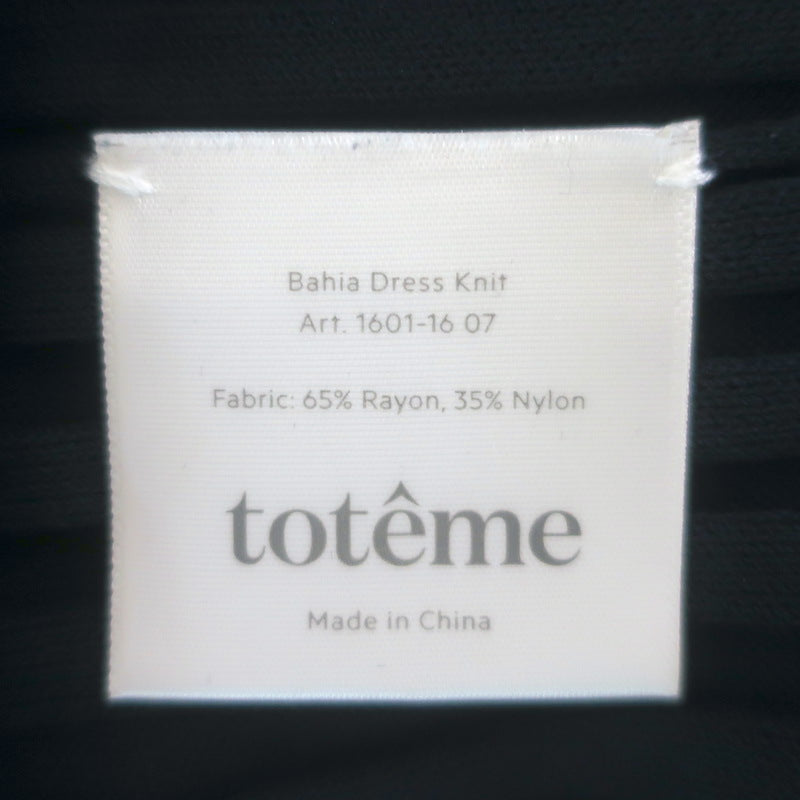 Bahia Dress Knit
Art. 1601-16 07
Fabric: 65% Rayon, 35% Nylon
totême
Made in China